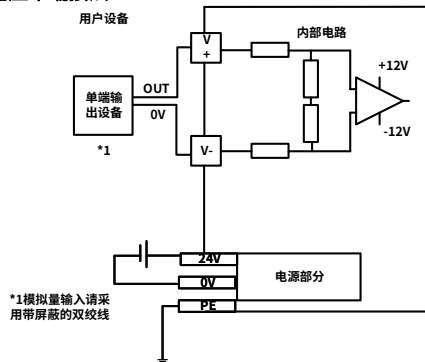 用户设备
内部电路
V
+
+12V
OUT
单端输
出设备
0V
-12V
*1
V-
24V
电源部分
0V
*1模拟量输入请采
用带屏蔽的双绞线
PE